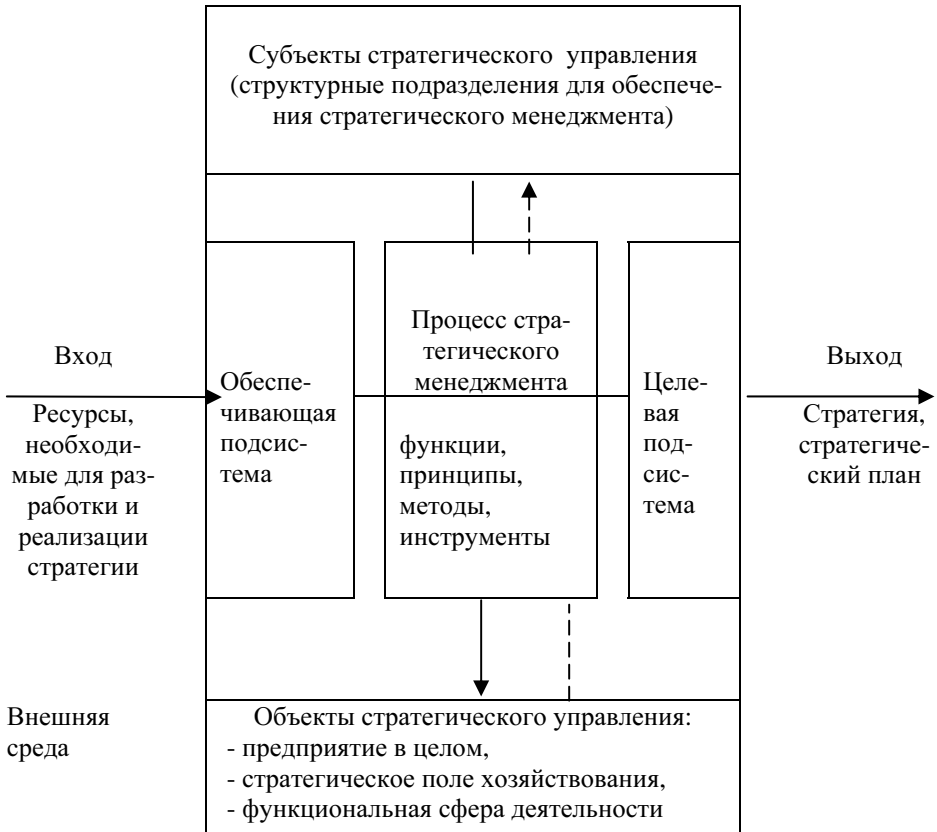 Субъекты стратегического управления
(структурные подразделения для обеспече-
ния стратегического менеджмента)
Вход
Ресурсы,
необходи-
мые для раз-
работки и
реализации
стратегии
Обеспе-
чивающая
подсис-
тема
Процесс стра-
тегического
менеджмента
функции,
принципы,
методы,
инструменты
Целе-
вая
под-
сис-
тема
Выход
Стратегия,
стратегиче-
ский план
Внешняя
среда
Объекты стратегического управления:
- предприятие в целом,
- стратегическое поле хозяйствования,
- функциональная сфера деятельности